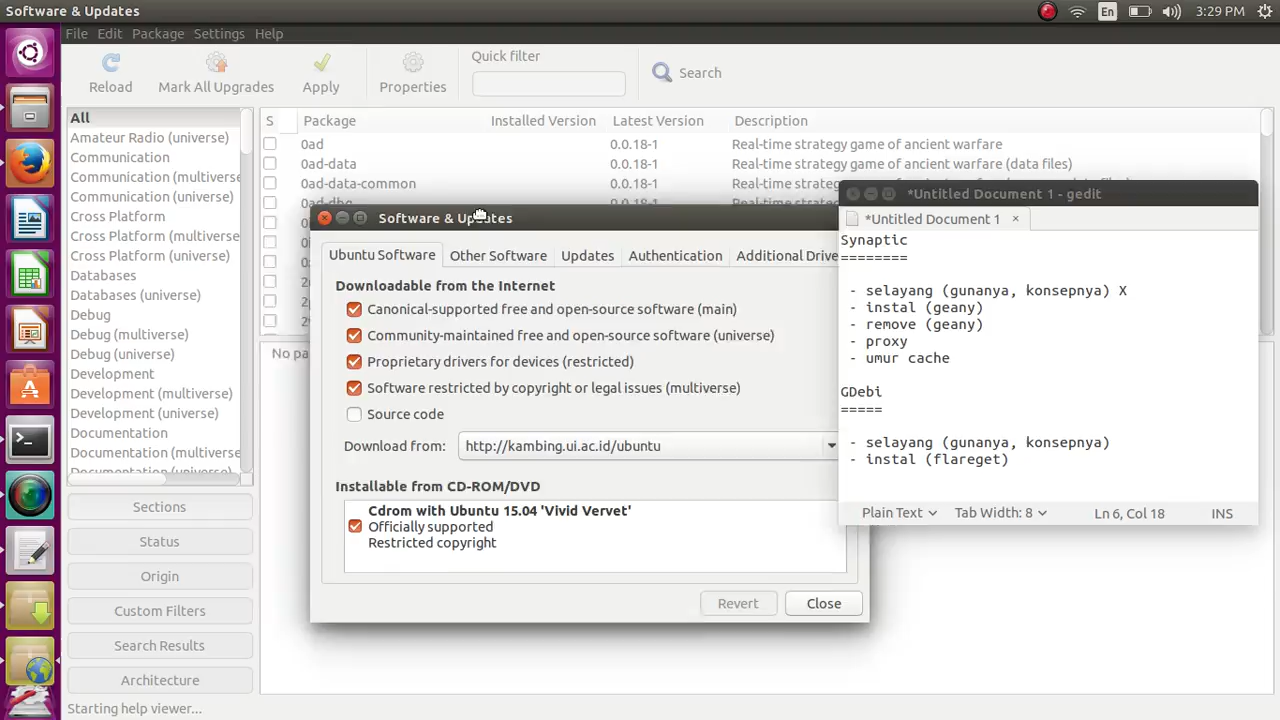 Software & Updates
En
3:29 PM
File Edit Package Settings Help
Reload
Mark All Upgrades
Apply
Properties
Quick filter
Search
All
Amateur Radio (universe)
Communication
Communication (multiverse
Communication (universe)
Cross Platform
Cross Platform (multiverse
Cross Platform (universe)
Databases
Databases (universe)
Debug
Debug (multiverse)
Debug (universe)
Development
Development (multiverse)
Development (universe)
Documentation
Documentation (multiverse
Sections
Status
Origin
Custom Filters
Search Results
Architecture
Starting help viewer...
S Package Installed Version Latest Version Description
0ad 0.0.18-1 Real-time strategy game of ancient warfare
0ad-data 0.0.18-1 Real-time strategy game of ancient warfare (data files)
0ad-data-common 0.0.18-1
No pa
Software & Updates
Ubuntu Software Other Software Updates Authentication Additional Drive
Downloadable from the Internet
Canonical-supported free and open-source software (main)
Community-maintained free and open-source software (universe)
Proprietary drivers for devices (restricted)
Software restricted by copyright or legal issues (multiverse)
Source code
Download from: http://kambing.ui.ac.id/ubuntu
Installable from CD-ROM/DVD
Cdrom with Ubuntu 15.04 'Vivid Vervet'
Officially supported
Restricted copyright
Revert
Close
*Untitled Document 1 - gedit
*Untitled Document 1 ×
Synaptic
========
- selayang (gunanya, konsepnya) X
- instal (geany)
- remove (geany)
- proxy
- umur cache
GDebi
=====
- selayang (gunanya, konsepnya)
- instal (flareget)
Plain Text Tab Width: 8 Ln 6, Col 18 INS